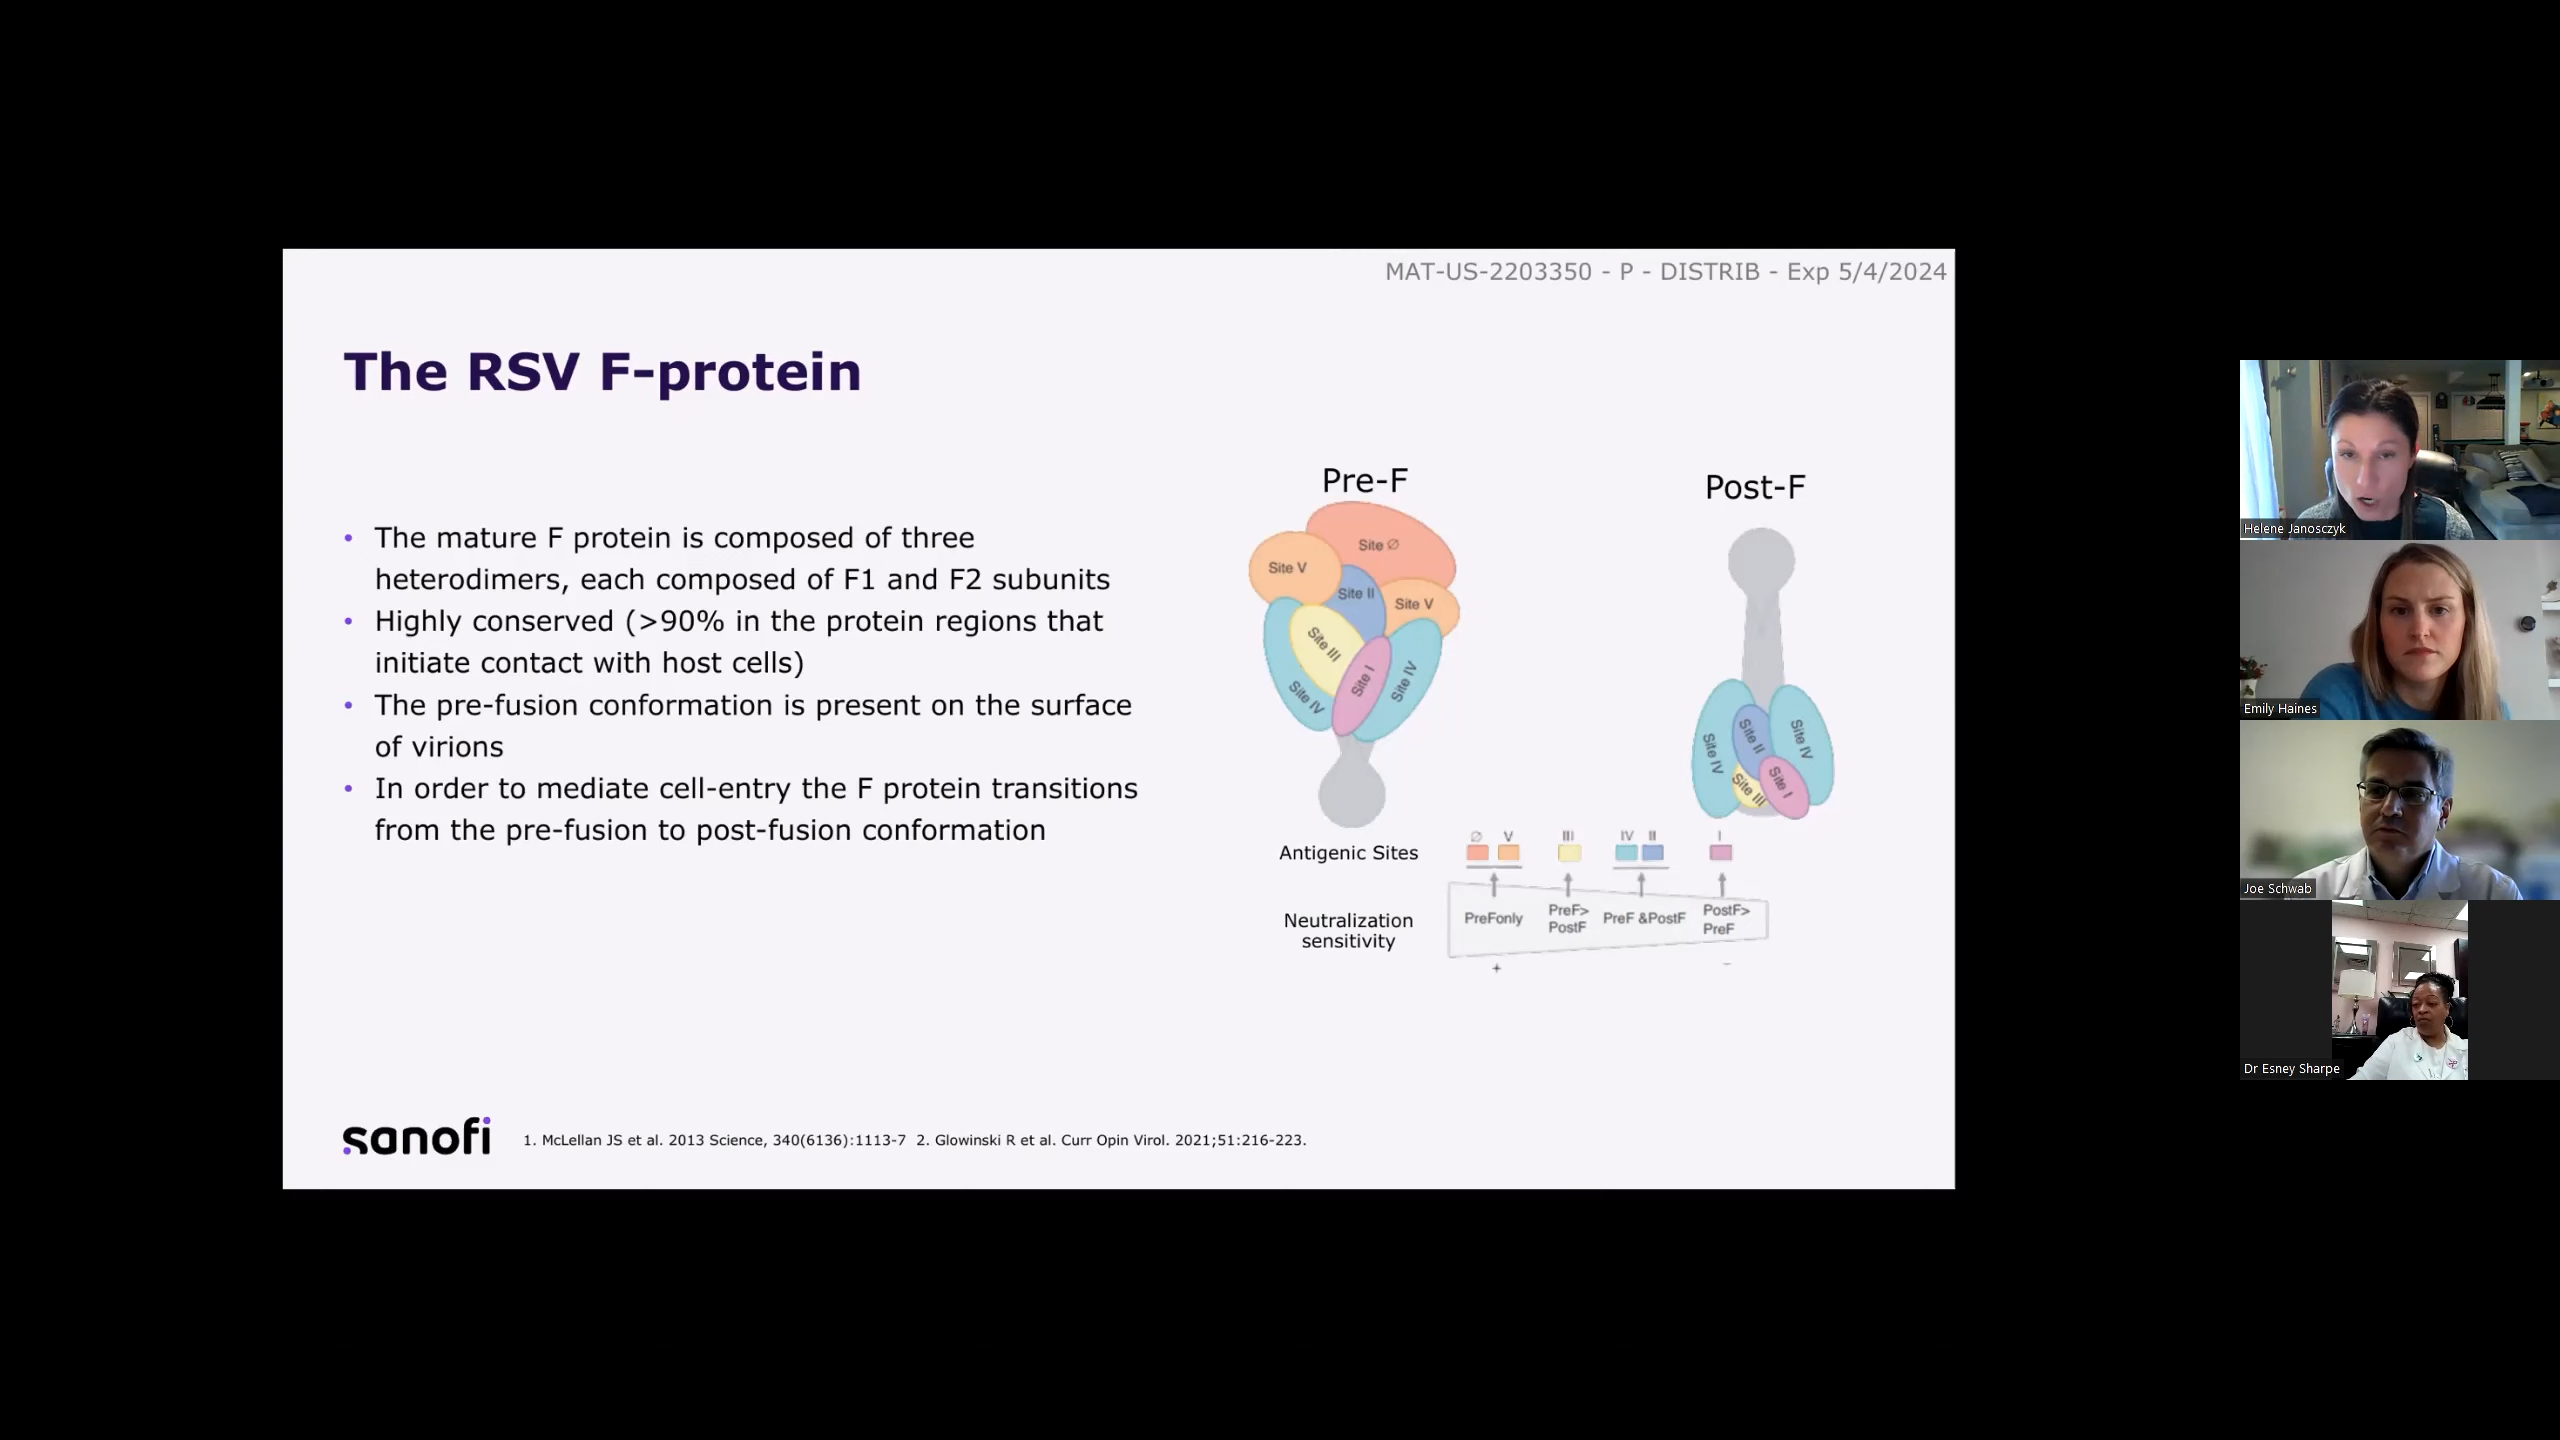 MAT-US-2203350 - P - DISTRIB - Exp 5/4/2024
The RSV F-protein
• The mature F protein is composed of three
heterodimers, each composed of F1 and F2 subunits
• Highly conserved (>90% in the protein regions that
initiate contact with host cells)
• The pre-fusion conformation is present on the surface
of virions
• In order to mediate cell-entry the F protein transitions
from the pre-fusion to post-fusion conformation
Pre-F
Site ∅
Site V
Site II
Site V
Site III
Site I
Site IV
Site IV
Post-F
Site IV
Site II
Site IV
Site III
Site I
Antigenic Sites
∅ V III IV II I
Neutralization
sensitivity
PreFonly
PreF>
PostF
PreF &PostF
PostF>
PreF
+ −
sanofi
1. McLellan JS et al. 2013 Science, 340(6136):1113-7 2. Glowinski R et al. Curr Opin Virol. 2021;51:216-223.
Helene Janosczyk
Emily Haines
Joe Schwab
Dr Esney Sharpe